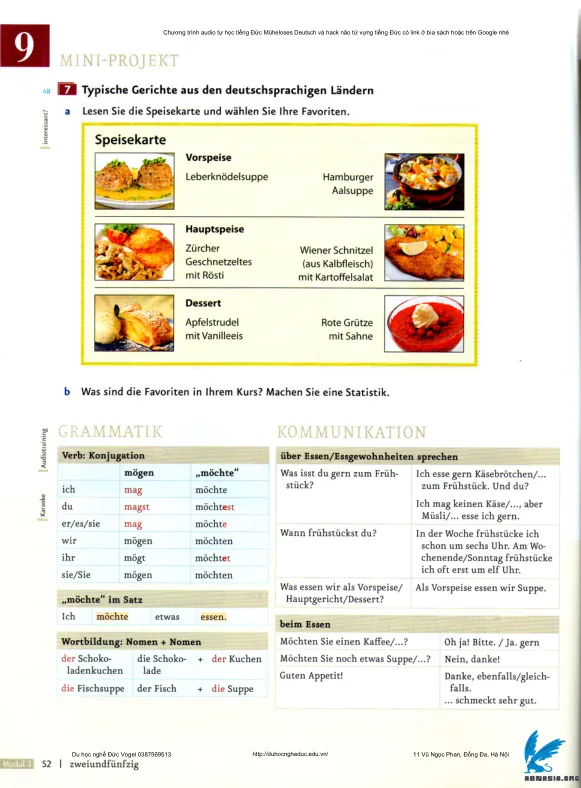 Chương trình audio tự học tiếng Đức Müheloses Deutsch và hack não từ vựng tiếng Đức có link ở bìa sách hoặc trên Google nhé
9
MINI-PROJEKT
AB 7 Typische Gerichte aus den deutschsprachigen Ländern
interessant?
a Lesen Sie die Speisekarte und wählen Sie Ihre Favoriten.
Speisekarte
Vorspeise
Leberknödelsuppe
Hamburger
Aalsuppe
Hauptspeise
Zürcher
Geschnetzeltes
mit Rösti
Wiener Schnitzel
(aus Kalbfleisch)
mit Kartoffelsalat
Dessert
Apfelstrudel
mit Vanilleeis
Rote Grütze
mit Sahne
b Was sind die Favoriten in Ihrem Kurs? Machen Sie eine Statistik.
Audiotraining
Karaoke
GRAMMATIK
Verb: Konjugation
mögen „möchte“
ich mag möchte
du magst möchtest
er/es/sie mag möchte
wir mögen möchten
ihr mögt möchtet
sie/Sie mögen möchten
„möchte“ im Satz
Ich möchte etwas essen.
Wortbildung: Nomen + Nomen
der Schoko- die Schoko- + der Kuchen
ladenkuchen lade
die Fischsuppe der Fisch + die Suppe
KOMMUNIKATION
über Essen/Essgewohnheiten sprechen
Was isst du gern zum Früh-
stück?
Ich esse gern Käsebrötchen/...
zum Frühstück. Und du?
Ich mag keinen Käse/..., aber
Müsli/... esse ich gern.
Wann frühstückst du?
In der Woche frühstücke ich
schon um sechs Uhr. Am Wo-
chenende/Sonntag frühstücke
ich oft erst um elf Uhr.
Was essen wir als Vorspeise/
Hauptgericht/Dessert?
Als Vorspeise essen wir Suppe.
beim Essen
Möchten Sie einen Kaffee/...? Oh ja! Bitte. / Ja. gern
Möchten Sie noch etwas Suppe/...? Nein, danke!
Guten Appetit! Danke, ebenfalls/gleich-
falls.
... schmeckt sehr gut.
Du học nghề Đức Vogel 0387569513
http://duhocngheduc.edu.vn/
11 Vũ Ngọc Phan, Đống Đa, Hà Nội
Modul 3 52 | zweiundfünfzig
ABMASIA.ORG